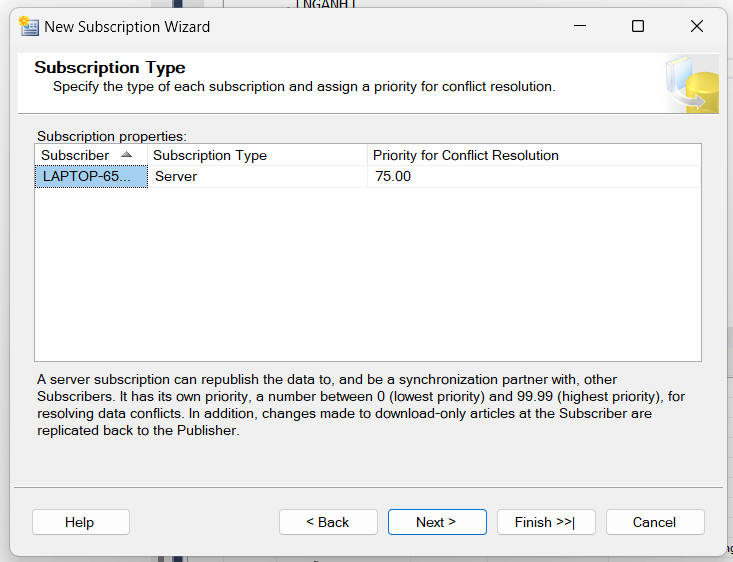 [NGANH]
New Subscription Wizard
Subscription Type
Specify the type of each subscription and assign a priority for conflict resolution.
Subscription properties:
Subscriber Subscription Type Priority for Conflict Resolution
LAPTOP-65... Server 75.00
A server subscription can republish the data to, and be a synchronization partner with, other
Subscribers. It has its own priority, a number between 0 (lowest priority) and 99.99 (highest priority), for
resolving data conflicts. In addition, changes made to download-only articles at the Subscriber are
replicated back to the Publisher.
Help < Back Next > Finish >>| Cancel